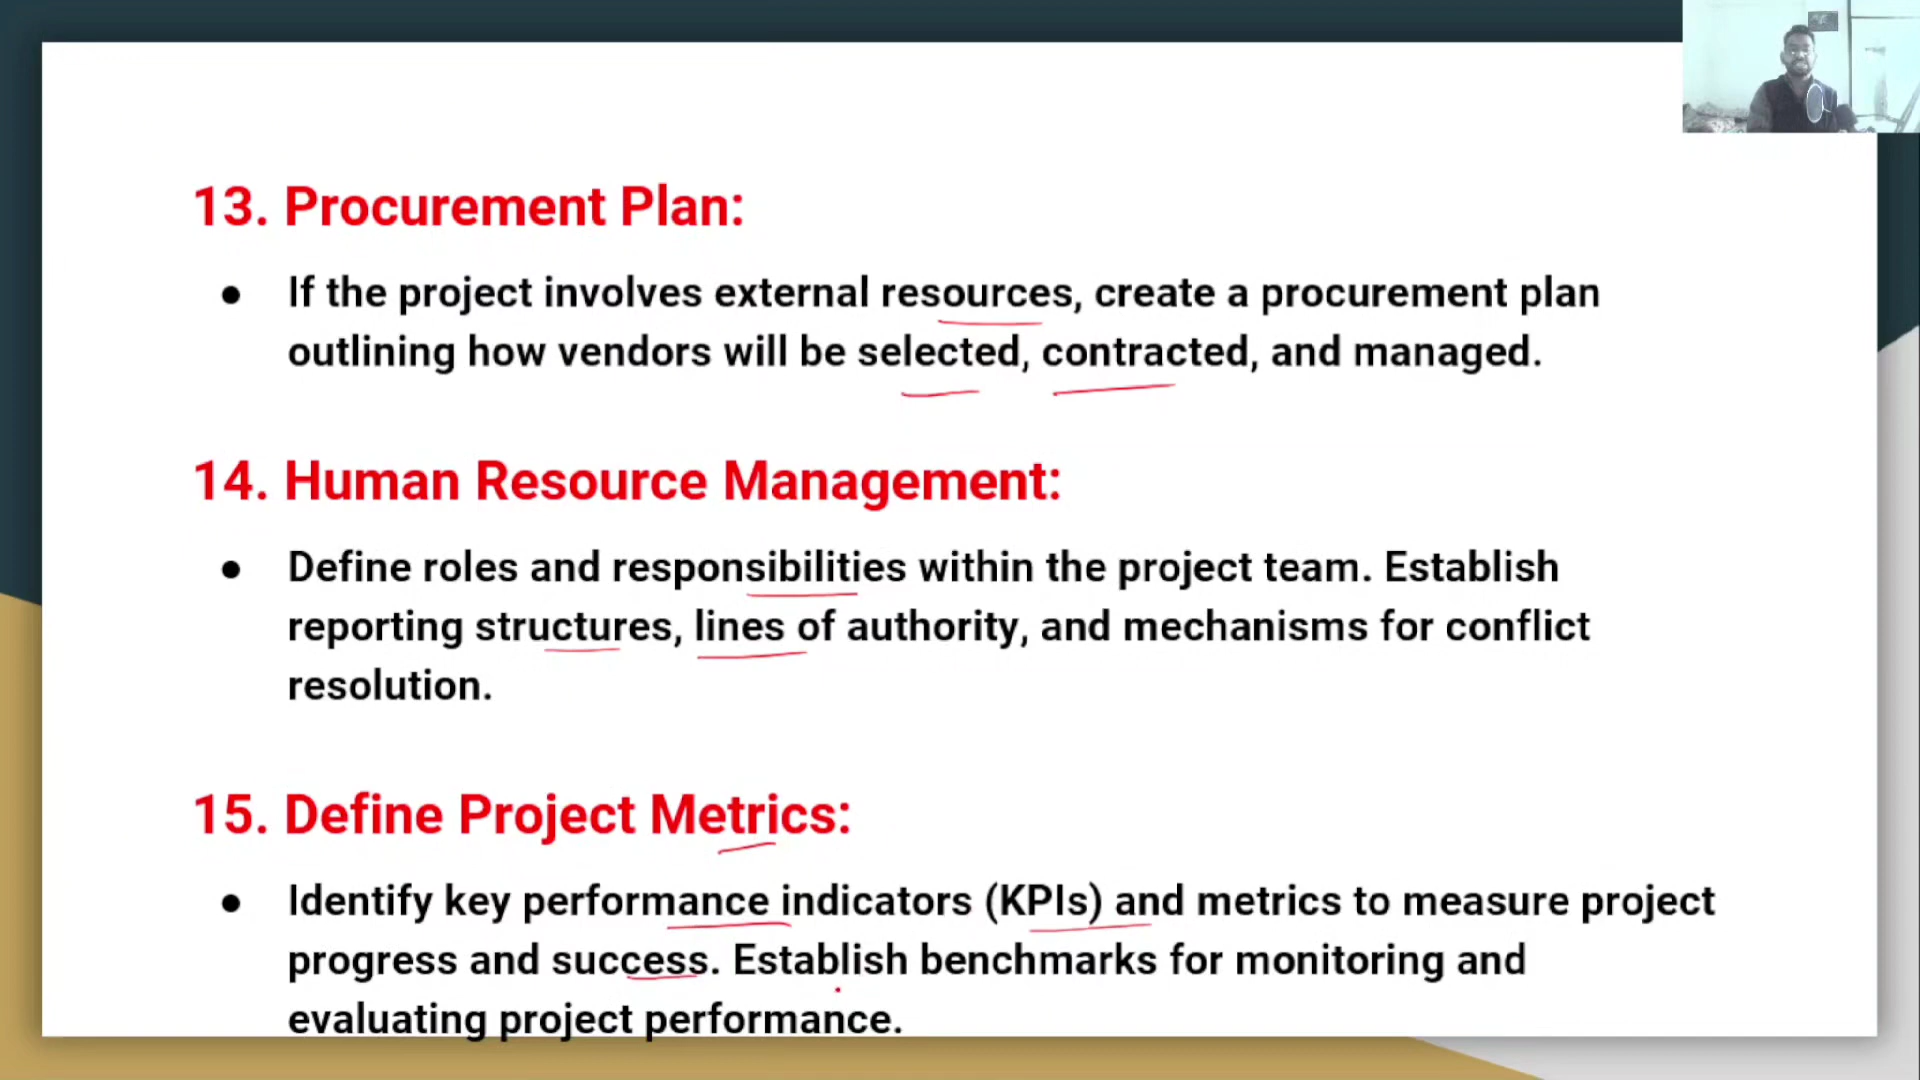 13. Procurement Plan:
● If the project involves external resources, create a procurement plan
outlining how vendors will be selected, contracted, and managed.
14. Human Resource Management:
● Define roles and responsibilities within the project team. Establish
reporting structures, lines of authority, and mechanisms for conflict
resolution.
15. Define Project Metrics:
● Identify key performance indicators (KPIs) and metrics to measure project
progress and success. Establish benchmarks for monitoring and
evaluating project performance.